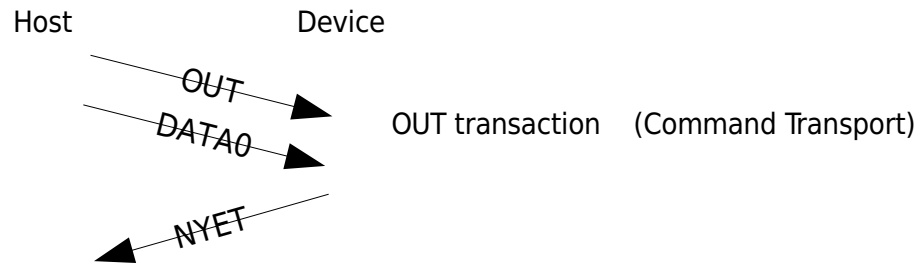 Host Device
OUT
DATA0
OUT transaction (Command Transport)
NYET